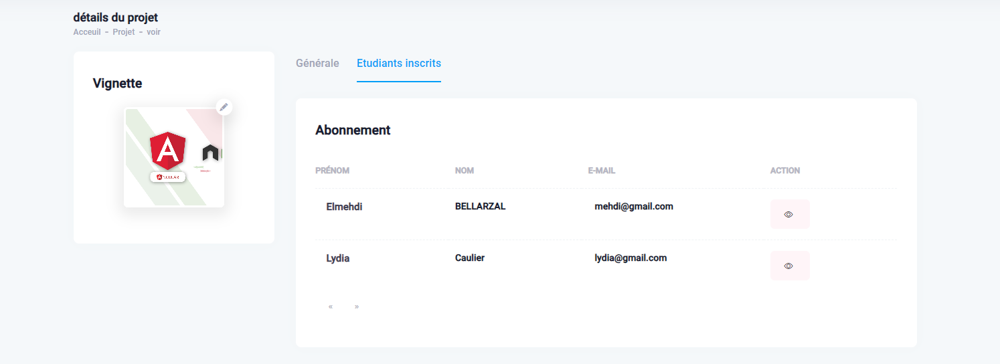 détails du projet
Acceuil - Projet - voir
Vignette
ANGULAR
Générale
Etudiants inscrits
Abonnement
PRÉNOM NOM E-MAIL ACTION
Elmehdi BELLARZAL mehdi@gmail.com
Lydia Caulier lydia@gmail.com
« »